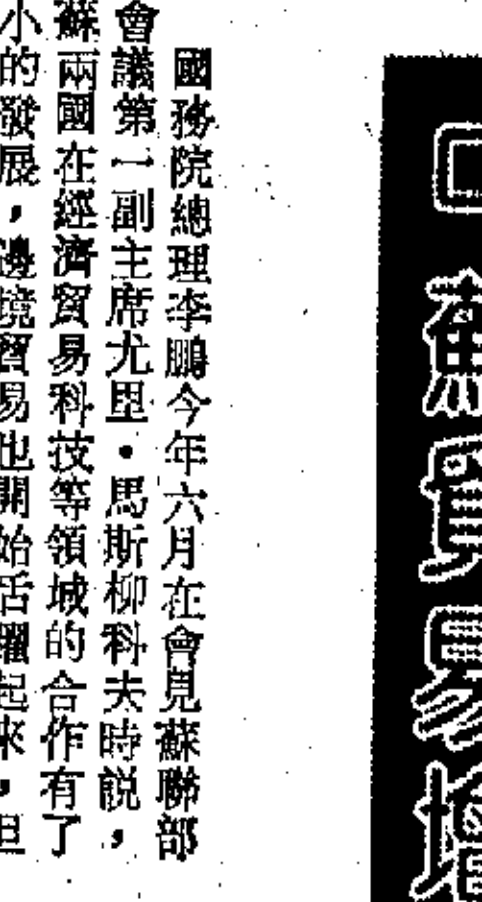 蘇貿易增
國務院總理李鵬今年六月在會見蘇聯部
會議第一副主席尤里·馬斯柳科夫時説，
蘇兩國在經濟貿易科技等領域的合作有了
小的發展，邊境貿易也開始活躍起來，但